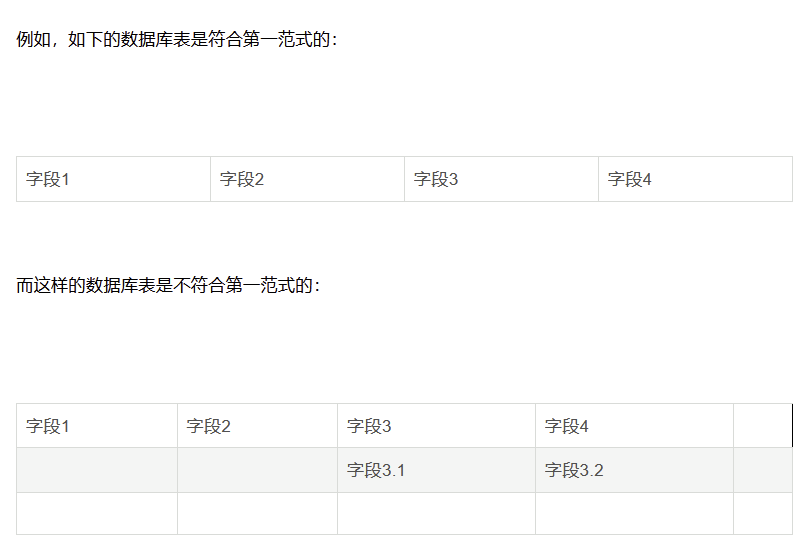 例如，如下的数据库表是符合第一范式的：
字段1 字段2 字段3 字段4
而这样的数据库表是不符合第一范式的：
字段1 字段2 字段3 字段4
字段3.1 字段3.2